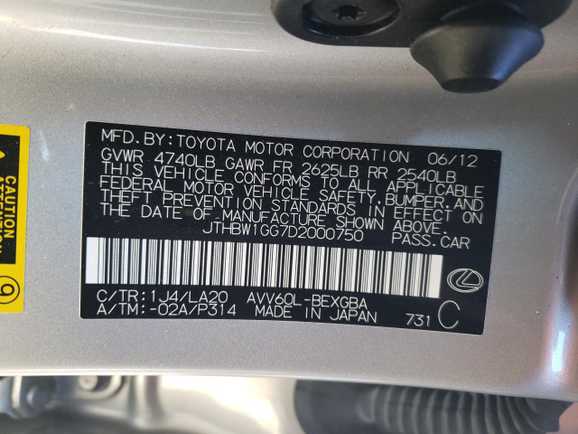 MFD. BY: TOYOTA MOTOR CORPORATION 06/12
GVWR 4740LB GAWR FR 2625LB RR 2540LB
THIS VEHICLE CONFORMS TO ALL APPLICABLE
FEDERAL MOTOR VEHICLE SAFETY, BUMPER, AND
THEFT PREVENTION STANDARDS IN EFFECT ON
THE DATE OF MANUFACTURE SHOWN ABOVE.
JTHBW1GG7D2000750 PASS. CAR
C/TR: 1J4/LA20 AVV60L-BEXGBA
A/TM: -02A/P314 MADE IN JAPAN 731 C
CAUTION
9